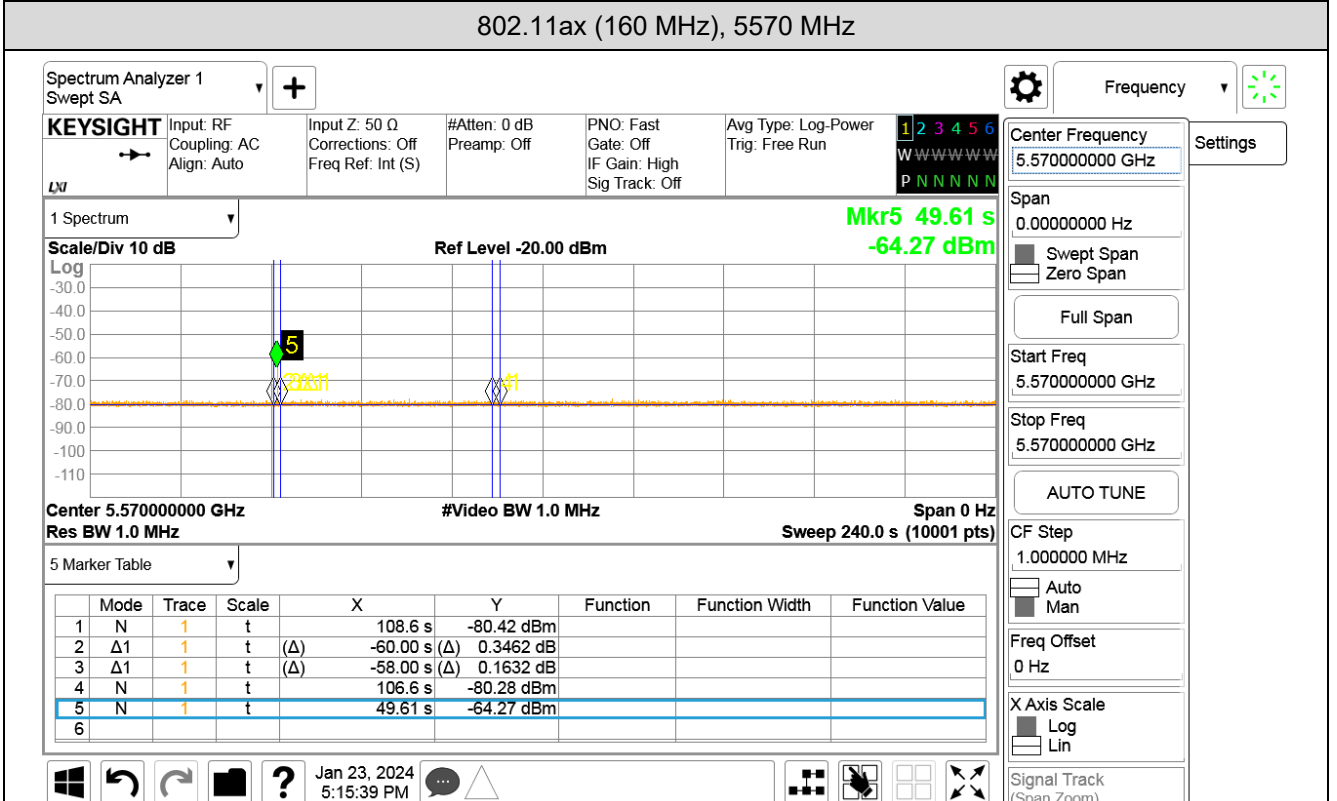 802.11ax (160 MHz), 5570 MHz
Spectrum Analyzer 1
Swept SA
Frequency
KEYSIGHT
LXI
Input: RF
Coupling: AC
Align: Auto
Input Z: 50 Ω
Corrections: Off
Freq Ref: Int (S)
#Atten: 0 dB
Preamp: Off
PNO: Fast
Gate: Off
IF Gain: High
Sig Track: Off
Avg Type: Log-Power
Trig: Free Run
1 2 3 4 5 6
W W W W W W
P N N N N N
Center Frequency
5.570000000 GHz
Settings
Span
0.00000000 Hz
Swept Span
Zero Span
Full Span
Start Freq
5.570000000 GHz
Stop Freq
5.570000000 GHz
AUTO TUNE
CF Step
1.000000 MHz
Auto
Man
Freq Offset
0 Hz
X Axis Scale
Log
Lin
Signal Track
(Span Zoom)
1 Spectrum
Mkr5 49.61 s
-64.27 dBm
Scale/Div 10 dB
Ref Level -20.00 dBm
Log
-30.0
-40.0
-50.0
-60.0
-70.0
-80.0
-90.0
-100
-110
5
Center 5.570000000 GHz
#Video BW 1.0 MHz
Span 0 Hz
Res BW 1.0 MHz
Sweep 240.0 s (10001 pts)
5 Marker Table
Mode Trace Scale X Y Function Function Width Function Value
1 N 1 t 108.6 s -80.42 dBm
2 Δ1 1 t (Δ) -60.00 s (Δ) 0.3462 dB
3 Δ1 1 t (Δ) -58.00 s (Δ) 0.1632 dB
4 N 1 t 106.6 s -80.28 dBm
5 N 1 t 49.61 s -64.27 dBm
6
?
Jan 23, 2024
5:15:39 PM